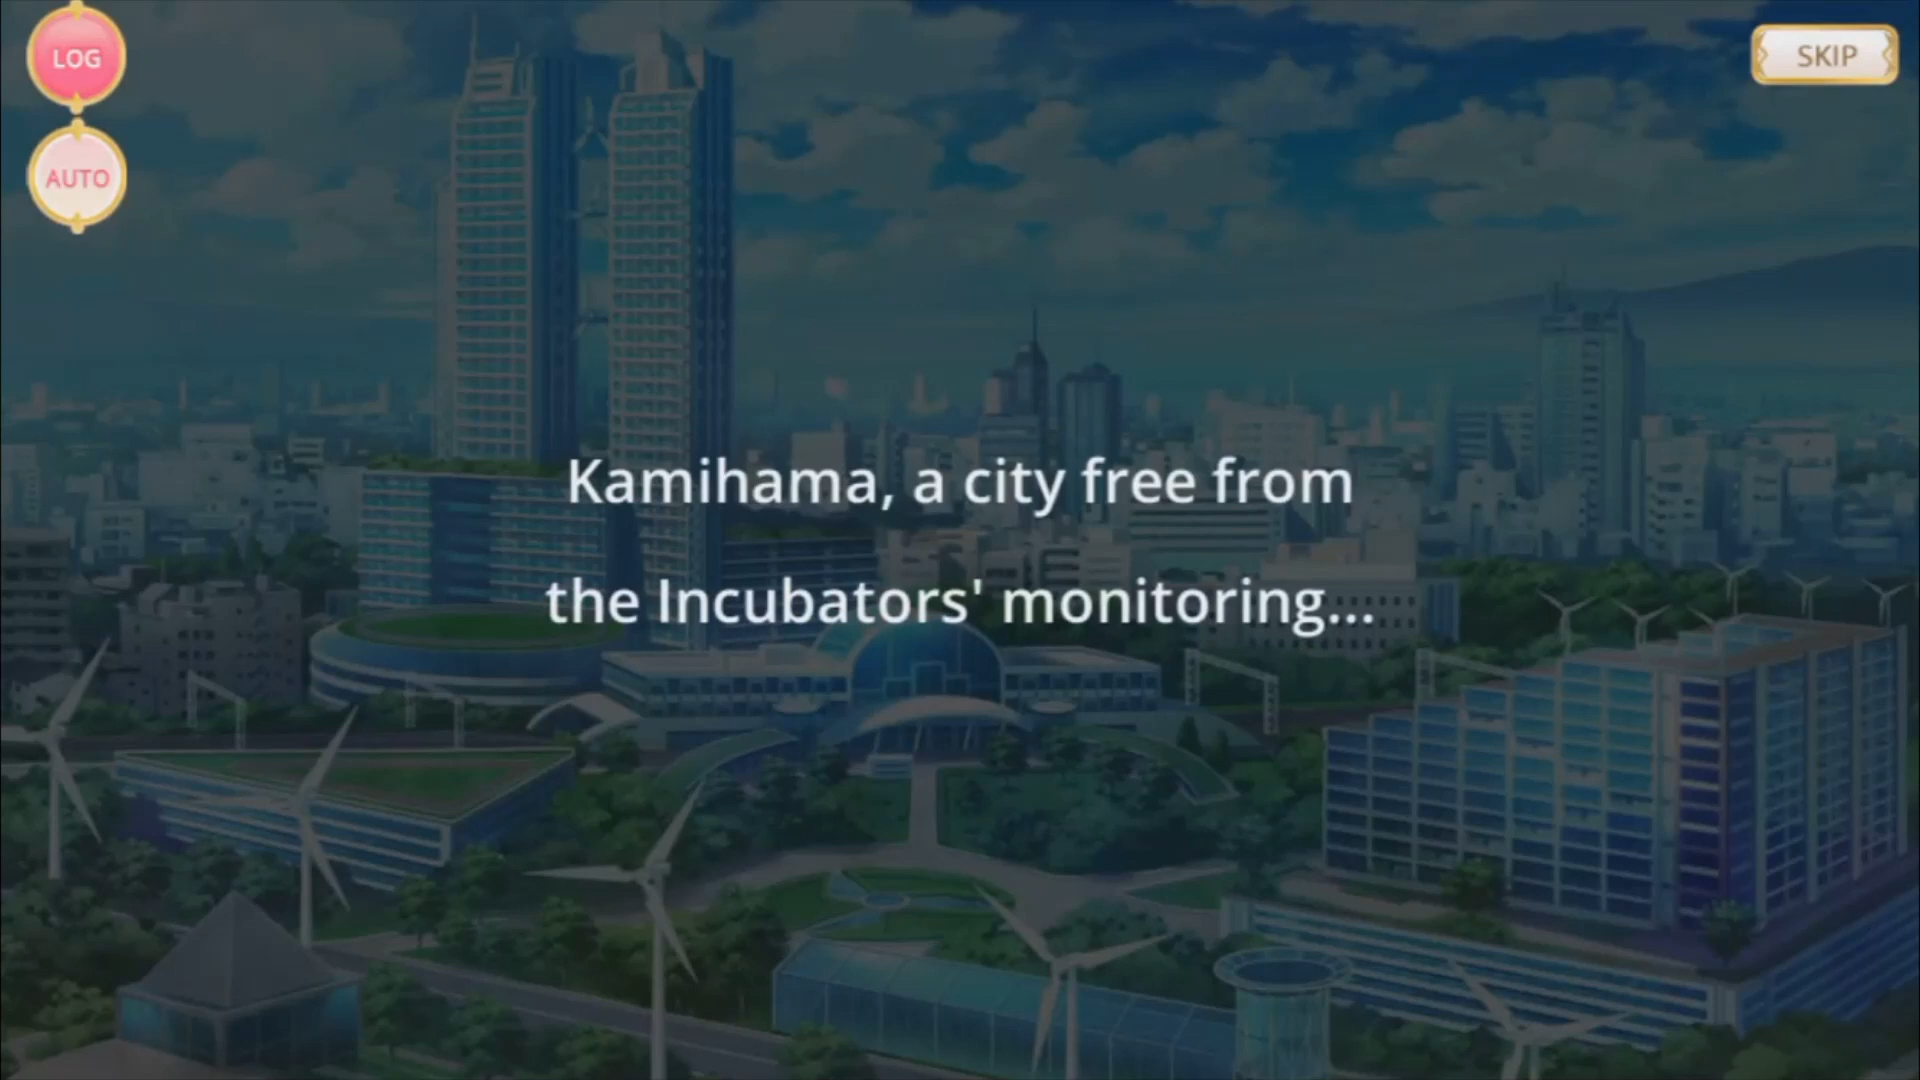 LOG
SKIP
AUTO
Kamihama, a city free from
the Incubators' monitoring...